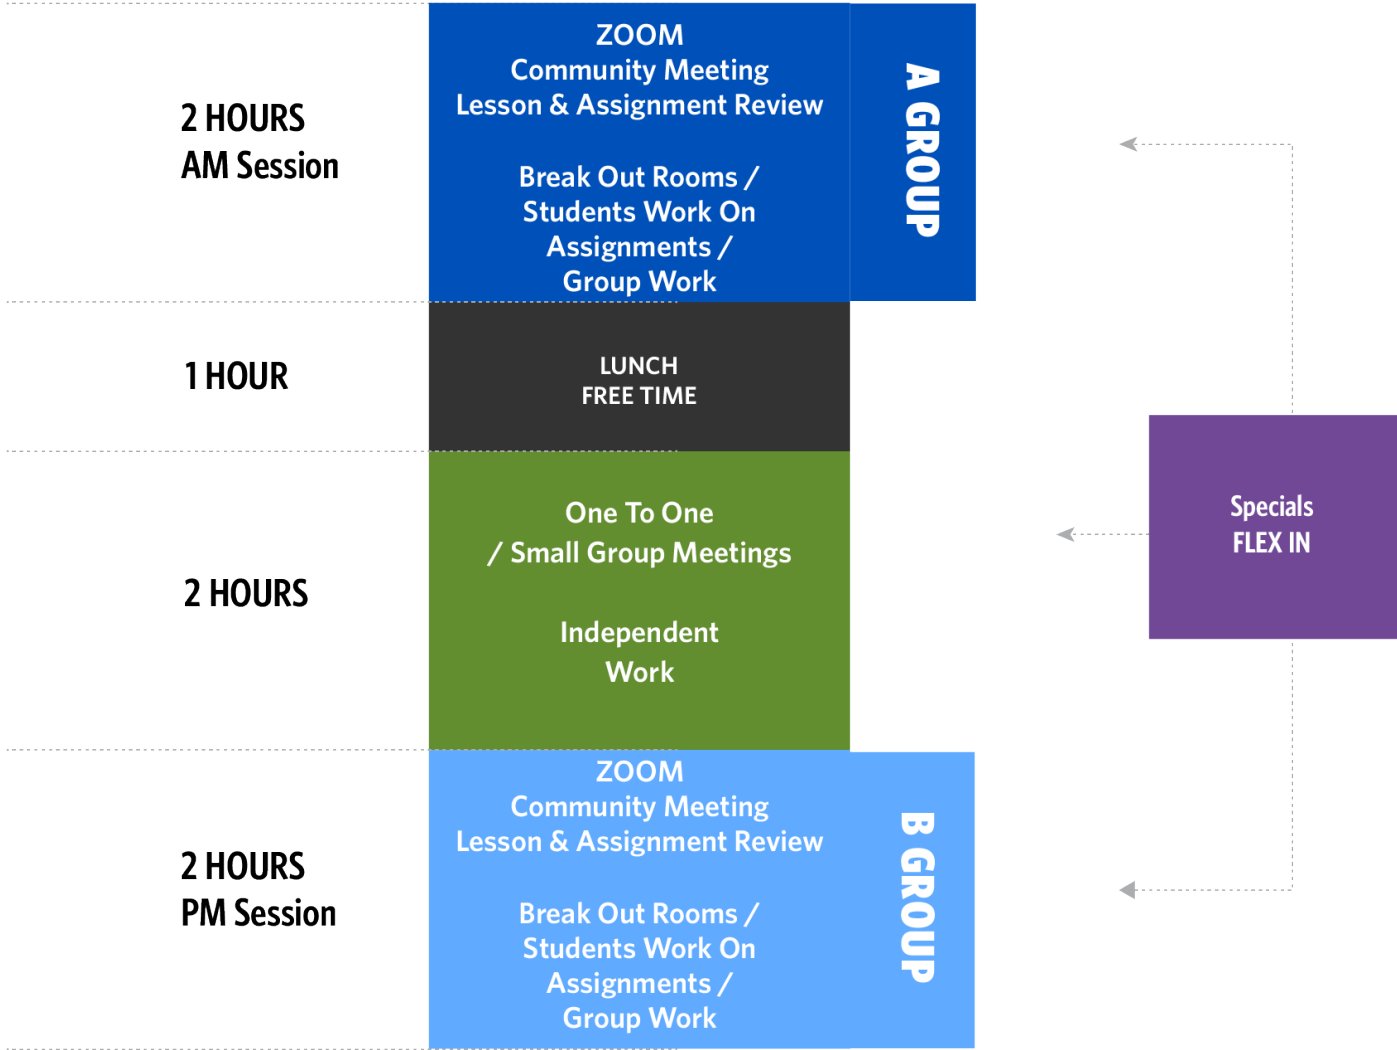 2 HOURS
AM Session
ZOOM
Community Meeting
Lesson & Assignment Review
Break Out Rooms /
Students Work On
Assignments /
Group Work
A GROUP
1 HOUR
LUNCH
FREE TIME
2 HOURS
One To One
/ Small Group Meetings
Independent
Work
Specials
FLEX IN
2 HOURS
PM Session
ZOOM
Community Meeting
Lesson & Assignment Review
Break Out Rooms /
Students Work On
Assignments /
Group Work
B GROUP